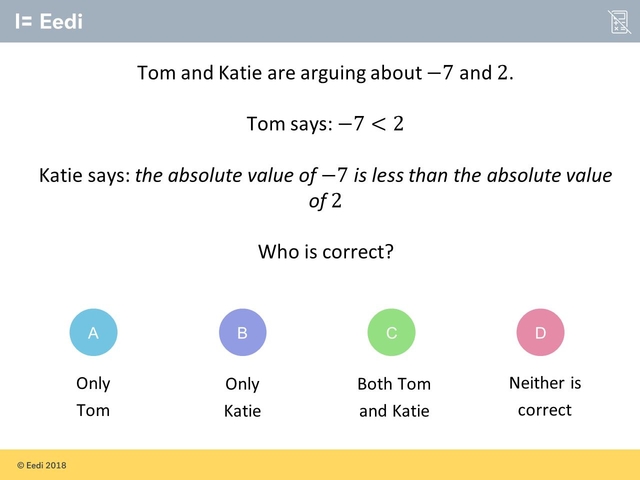 I= Eedi
Tom and Katie are arguing about −7 and 2.
Tom says: −7 < 2
Katie says: the absolute value of −7 is less than the absolute value
of 2
Who is correct?
A
B
C
D
Only
Tom
Only
Katie
Both Tom
and Katie
Neither is
correct
© Eedi 2018